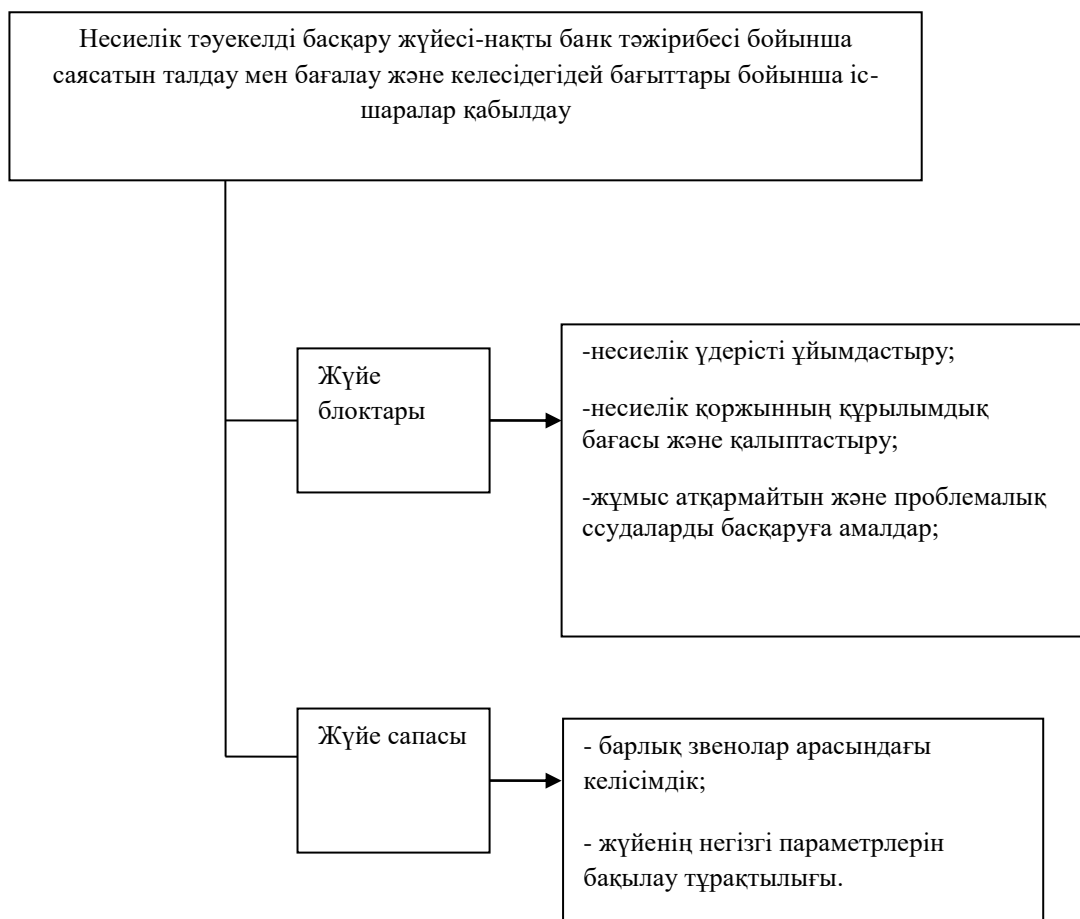 Несиелік тәуекелді басқару жүйесі-нақты банк тәжірибесі бойынша
саясатын талдау мен бағалау және келесідегідей бағыттары бойынша іс-
шаралар қабылдау
Жүйе
блоктары
-несиелік үдерісті ұйымдастыру;
-несиелік қоржынның құрылымдық
бағасы және қалыптастыру;
-жұмыс атқармайтын және проблемалық
ссудаларды басқаруға амалдар;
Жүйе сапасы
- барлық звенолар арасындағы
келісімдік;
- жүйенің негізгі параметрлерін
бақылау тұрақтылығы.